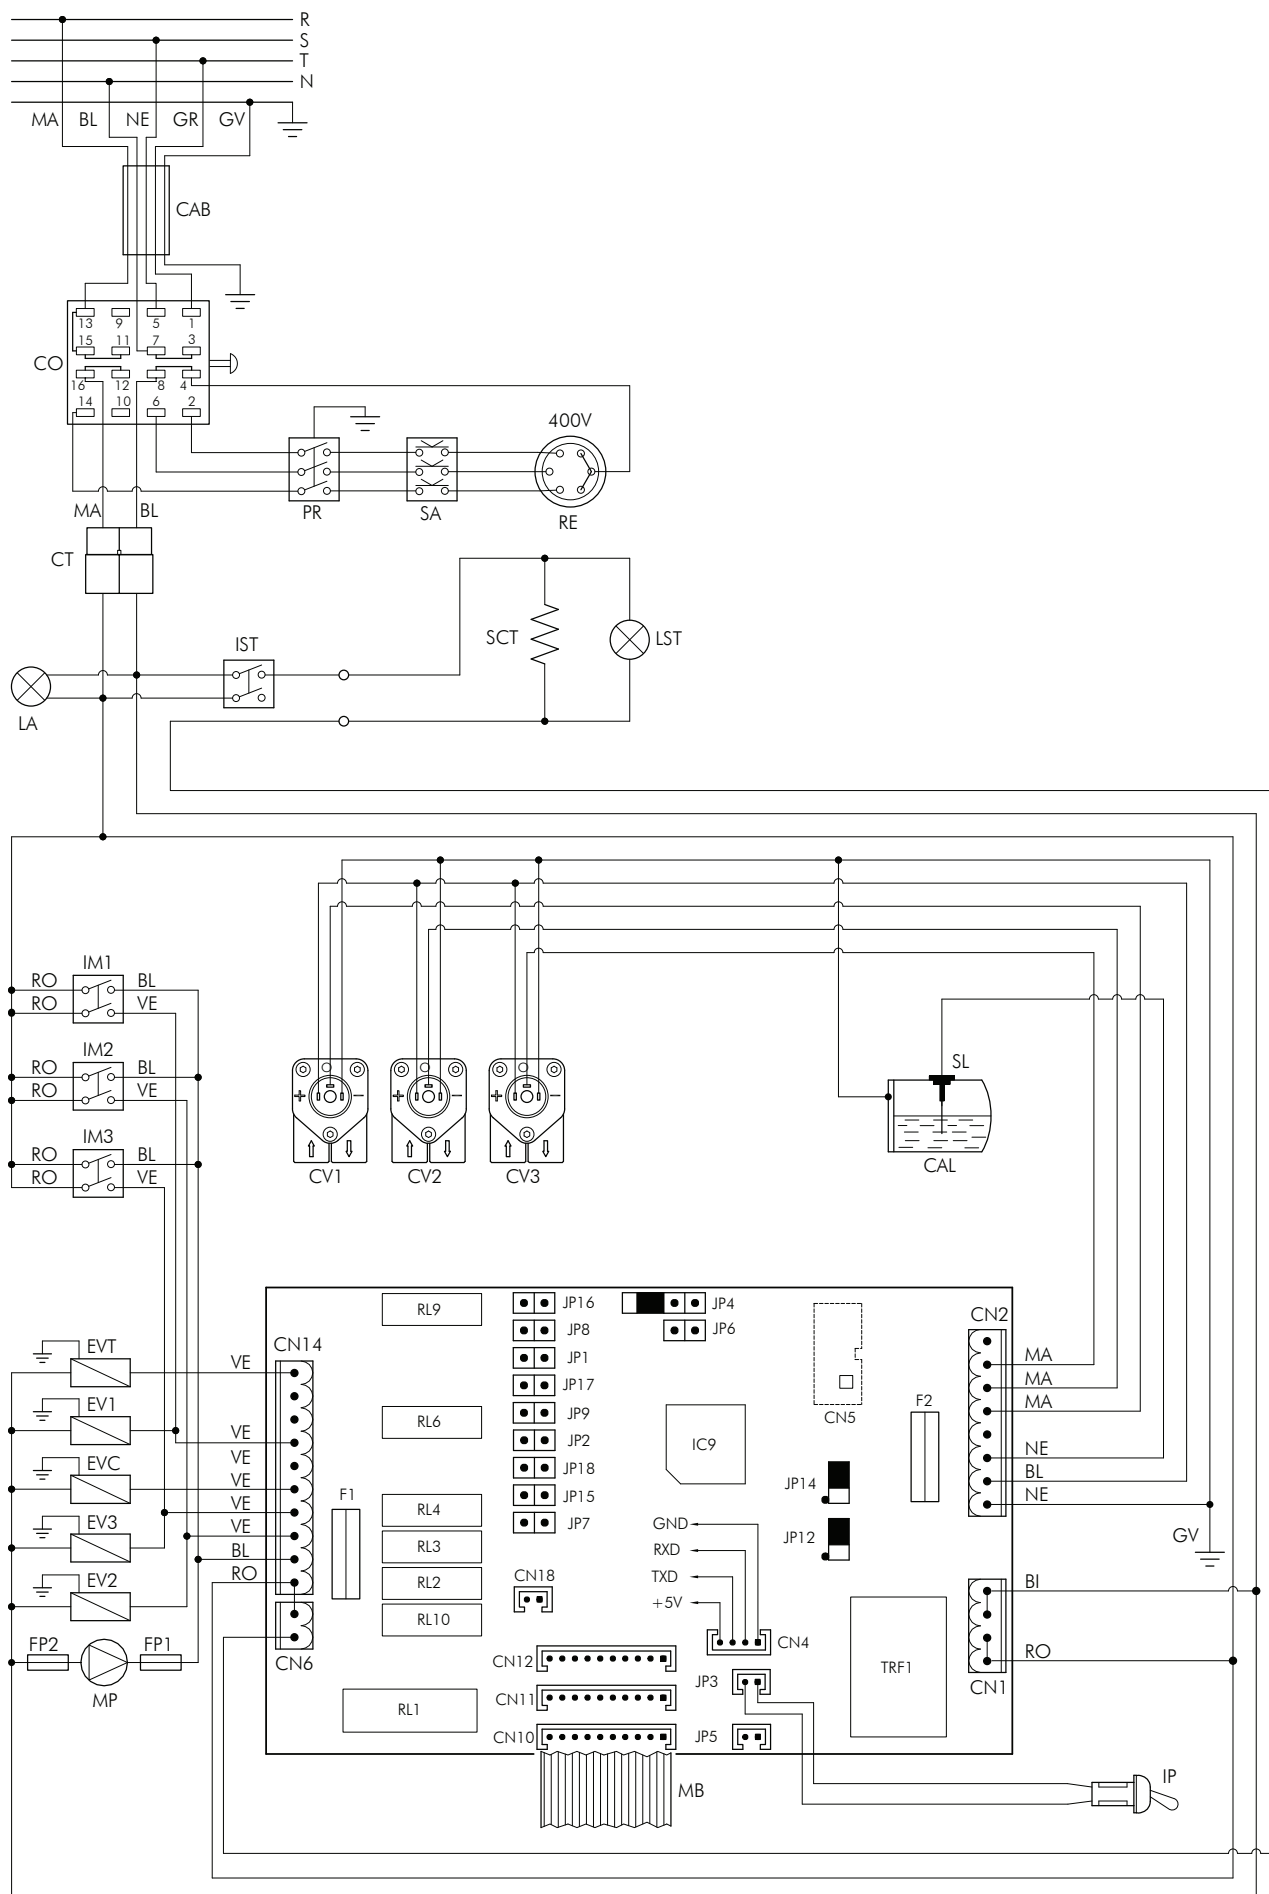 R
S
T
N
MA BL NE GR GV
CAB
13 9 5 1
15 11 7 3
CO
16 12 8 4
14 10 6 2
400V
PR SA RE
MA BL
CT
IST
SCT LST
LA
IM1
RO BL
RO VE
IM2
RO BL
RO VE
IM3
RO BL
RO VE
SL
CAL
CV1 CV2 CV3
+ − + − + −
EVT
EV1
EVC
EV3
EV2
FP2 FP1
MP
VE
VE
VE
VE
VE
VE
BL
RO
CN14
CN6
F1
RL9
RL6
RL4
RL3
RL2
RL10
RL1
JP16
JP8
JP1
JP17
JP9
JP2
JP18
JP15
JP7
JP4
JP6
CN18
IC9
GND
RXD
TXD
+5V
CN4
CN12
CN11
CN10
JP3
JP5
MB
CN5
JP14
JP12
F2
TRF1
CN2
MA
MA
MA
NE
BL
NE
GV
BI
RO
CN1
IP